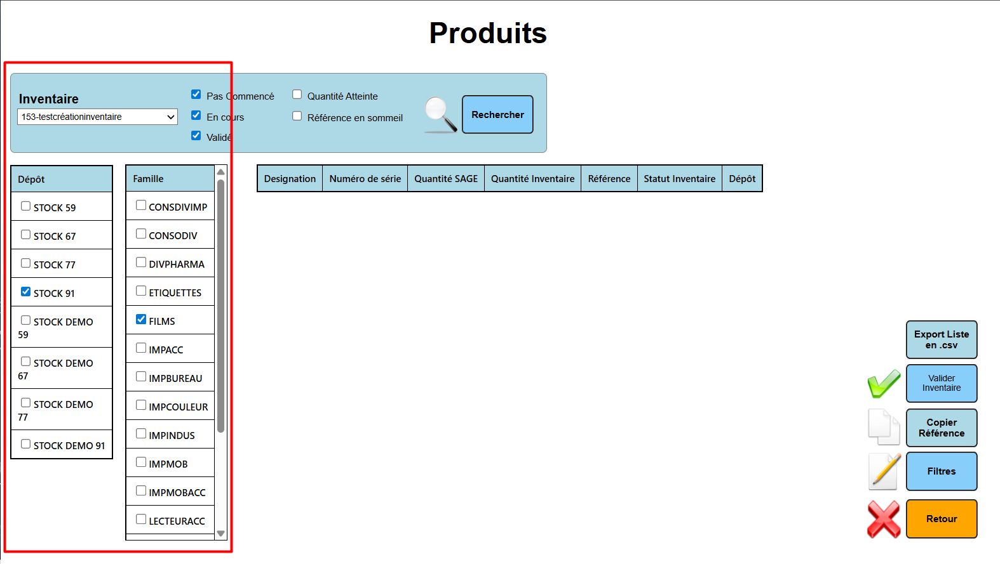 Produits
Inventaire
153-testcréationinventaire
Pas Commencé
En cours
Validé
Quantité Atteinte
Référence en sommeil
Rechercher
Dépôt
STOCK 59
STOCK 67
STOCK 77
STOCK 91
STOCK DEMO
59
STOCK DEMO
67
STOCK DEMO
77
STOCK DEMO 91
Famille
CONSDIVIMP
CONSODIV
DIVPHARMA
ETIQUETTES
FILMS
IMPACC
IMPBUREAU
IMPCOULEUR
IMPINDUS
IMPMOB
IMPMOBACC
LECTEURACC
Designation Numéro de série Quantité SAGE Quantité Inventaire Référence Statut Inventaire Dépôt
Export Liste
en .csv
Valider
Inventaire
Copier
Référence
Filtres
Retour